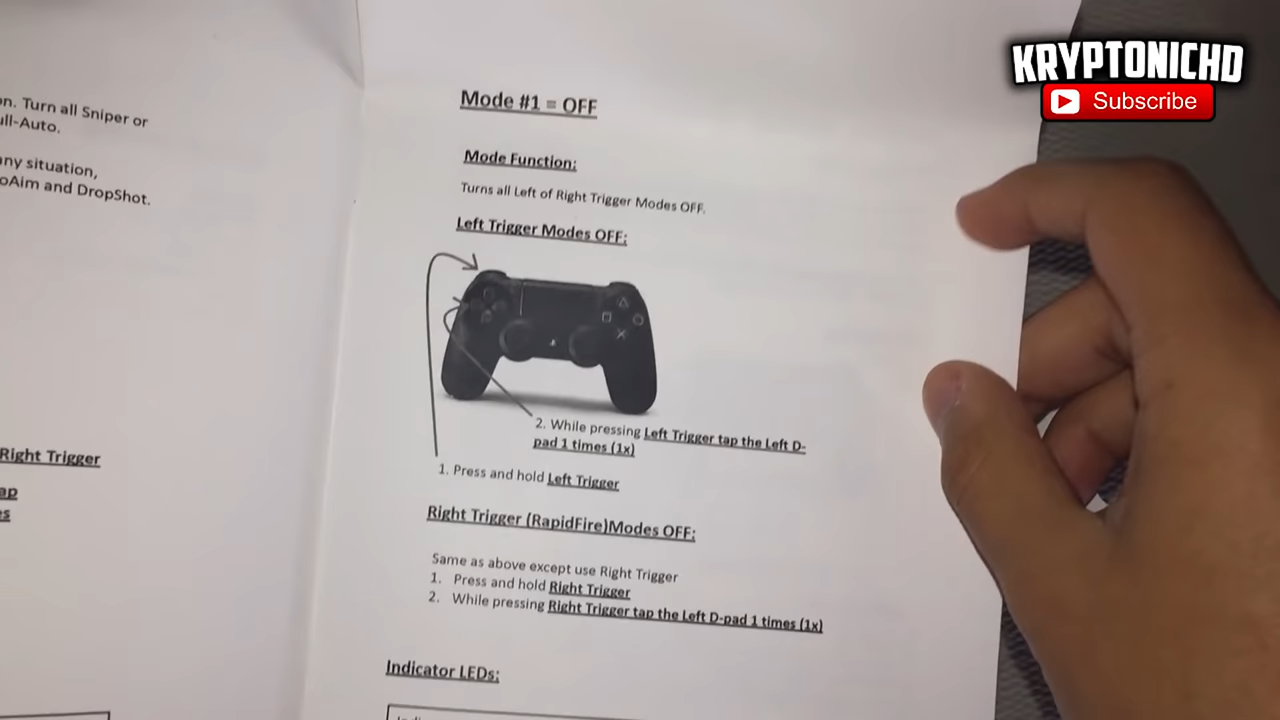 KRYPTONICHD
Subscribe
on. Turn all Sniper or
ull-Auto.
any situation,
oAim and DropShot.
Right Trigger
ap
es
Mode #1 = OFF
Mode Function:
Turns all Left of Right Trigger Modes OFF.
Left Trigger Modes OFF:
2. While pressing Left Trigger tap the Left D-
pad 1 times (1x)
1. Press and hold Left Trigger
Right Trigger (RapidFire)Modes OFF:
Same as above except use Right Trigger
1. Press and hold Right Trigger
2. While pressing Right Trigger tap the Left D-pad 1 times (1x)
Indicator LEDs: